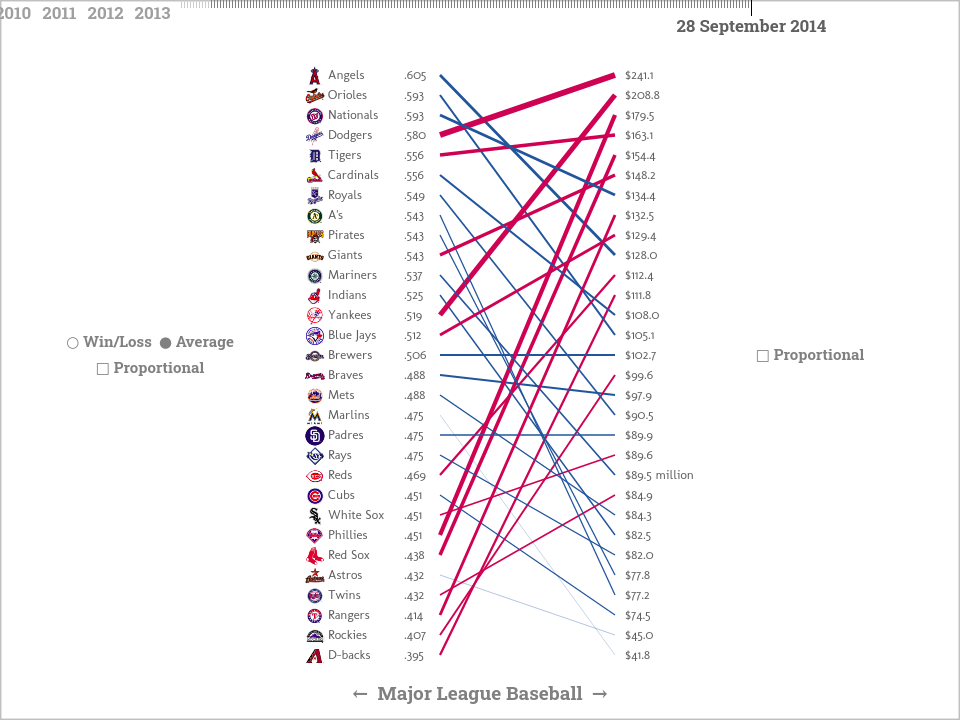 2010 2011 2012 2013
28 September 2014
Angels .605 $241.1
Orioles .593 $208.8
Nationals .593 $179.5
Dodgers .580 $163.1
Tigers .556 $154.4
Cardinals .556 $148.2
Royals .549 $134.4
A's .543 $132.5
Pirates .543 $129.4
Giants .543 $128.0
Mariners .537 $112.4
Indians .525 $111.8
Yankees .519 $108.0
Blue Jays .512 $105.1
Win/Loss Average
Brewers .506 $102.7
Proportional
Proportional
Braves .488 $99.6
Mets .488 $97.9
Marlins .475 $90.5
Padres .475 $89.9
Rays .475 $89.6
Reds .469 $89.5 million
Cubs .451 $84.9
White Sox .451 $84.3
Phillies .451 $82.5
Red Sox .438 $82.0
Astros .432 $77.8
Twins .432 $77.2
Rangers .414 $74.5
Rockies .407 $45.0
D-backs .395 $41.8
← Major League Baseball →